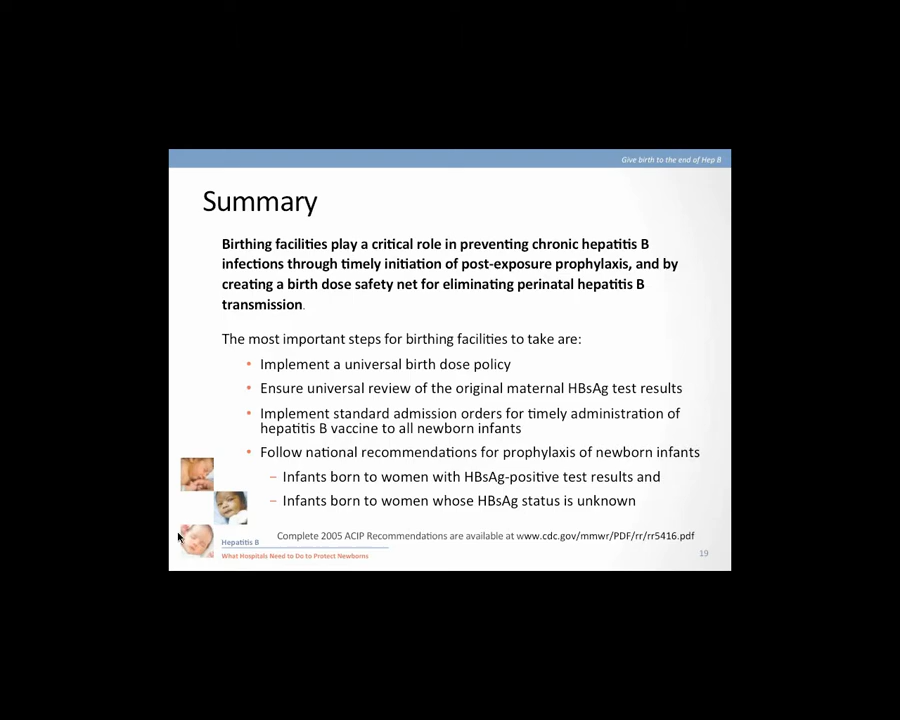 Give birth to the end of Hep B
Summary
Birthing facilities play a critical role in preventing chronic hepatitis B
infections through timely initiation of post-exposure prophylaxis, and by
creating a birth dose safety net for eliminating perinatal hepatitis B
transmission.
The most important steps for birthing facilities to take are:
• Implement a universal birth dose policy
• Ensure universal review of the original maternal HBsAg test results
• Implement standard admission orders for timely administration of
hepatitis B vaccine to all newborn infants
• Follow national recommendations for prophylaxis of newborn infants
– Infants born to women with HBsAg-positive test results and
– Infants born to women whose HBsAg status is unknown
Complete 2005 ACIP Recommendations are available at www.cdc.gov/mmwr/PDF/rr/rr5416.pdf
Hepatitis B
What Hospitals Need to Do to Protect Newborns
19